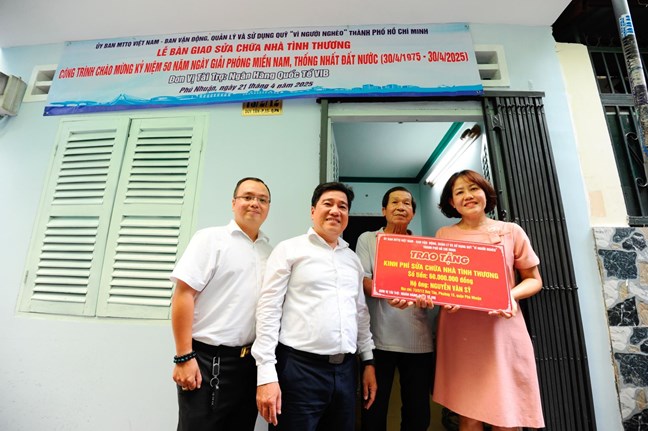 ỦY BAN MTTQ VIỆT NAM - BAN VẬN ĐỘNG, QUẢN LÝ VÀ SỬ DỤNG QUỸ "VÌ NGƯỜI NGHÈO" THÀNH PHỐ HỒ CHÍ MINH
LỄ BÀN GIAO SỬA CHỮA NHÀ TÌNH THƯƠNG
CÔNG TRÌNH CHÀO MỪNG KỶ NIỆM 50 NĂM NGÀY GIẢI PHÓNG MIỀN NAM, THỐNG NHẤT ĐẤT NƯỚC (30/4/1975 - 30/4/2025)
Đơn Vị Tài Trợ: Ngân Hàng Quốc Tế VIB
Phú Nhuận, ngày 21 tháng 4 năm 2025
TRAO TẶNG
KINH PHÍ SỬA CHỮA NHÀ TÌNH THƯƠNG
Số tiền: 60.000.000 đồng
Hộ ông: NGUYỄN VĂN SỸ